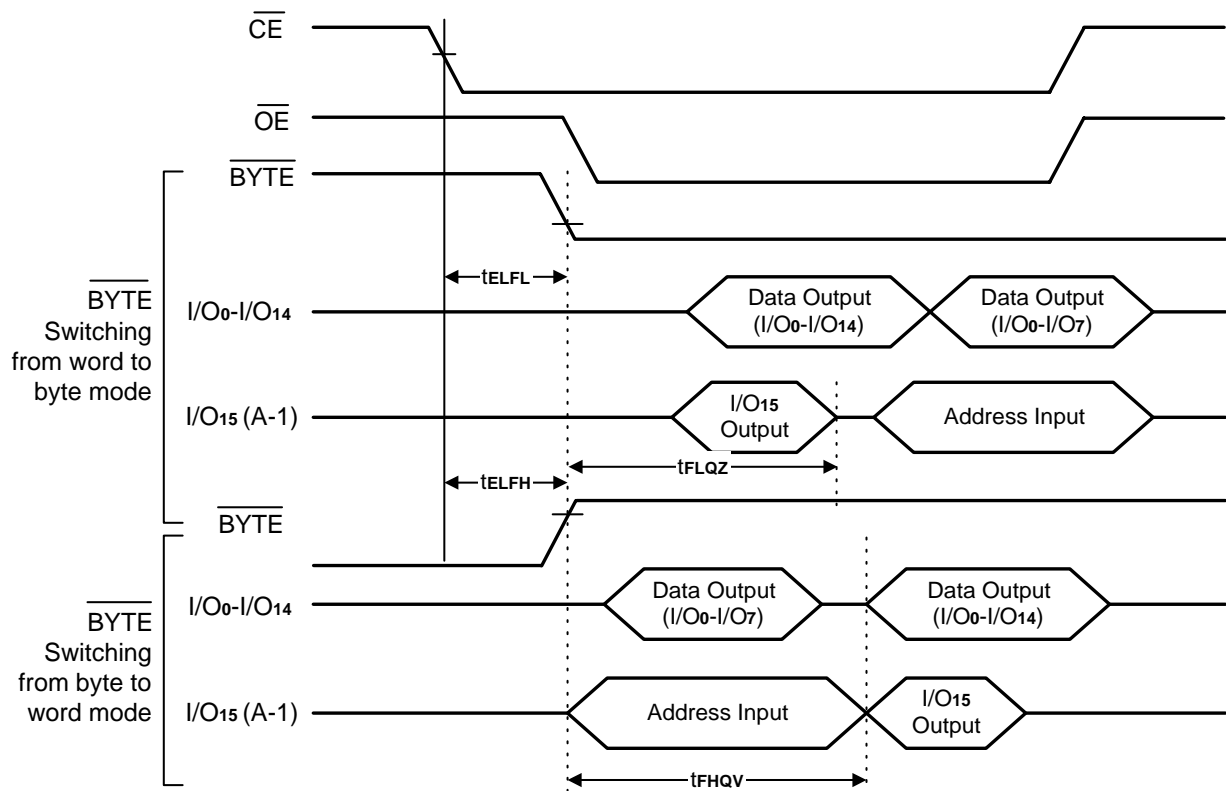 CE
OE
BYTE
tELFL
BYTE
Switching
from word to
byte mode
I/O0-I/O14
Data Output
(I/O0-I/O14)
Data Output
(I/O0-I/O7)
I/O15 (A-1)
I/O15
Output
Address Input
tELFH
tFLQZ
BYTE
BYTE
Switching
from byte to
word mode
I/O0-I/O14
Data Output
(I/O0-I/O7)
Data Output
(I/O0-I/O14)
I/O15 (A-1)
Address Input
I/O15
Output
tFHQV